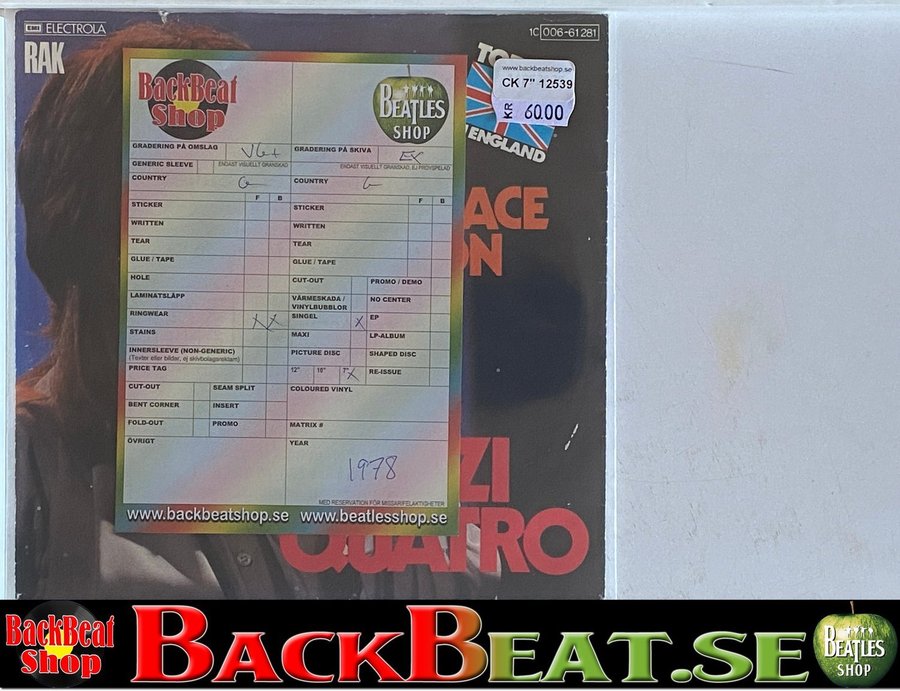 EMI ELECTROLA
1C 006-61281
RAK
TO
ENGLAND
www.backbeatshop.se
CK 7" 12539
KR 60.00
ACE
ON
ZI
QUATRO
BackBeat
Shop
BEATLES
SHOP
GRADERING PÅ OMSLAG VG+
GRADERING PÅ SKIVA EX
GENERIC SLEEVE
ENDAST VISUELLT GRANSKAD
ENDAST VISUELLT GRANSKAD, EJ PROVSPELAD
COUNTRY G
COUNTRY G
F B
F B
STICKER
STICKER
WRITTEN
WRITTEN
TEAR
TEAR
GLUE / TAPE
GLUE / TAPE
HOLE
CUT-OUT
PROMO / DEMO
LAMINATSLÄPP
VÄRMESKADA /
VINYLBUBBLOR
NO CENTER
RINGWEAR X X
SINGEL X
EP
STAINS
MAXI
LP-ALBUM
INNERSLEEVE (NON-GENERIC)
(Texter eller bilder, ej skivbolagsreklam)
PICTURE DISC
SHAPED DISC
PRICE TAG
12" 10" 7" X
RE-ISSUE
CUT-OUT
SEAM SPLIT
COLOURED VINYL
BENT CORNER
INSERT
FOLD-OUT
PROMO
MATRIX #
ÖVRIGT
YEAR
1978
MED RESERVATION FÖR MISSAR/FELAKTIGHETER
www.backbeatshop.se www.beatlesshop.se
BackBeat
Shop
BACKBEAT.SE
BEATLES
SHOP